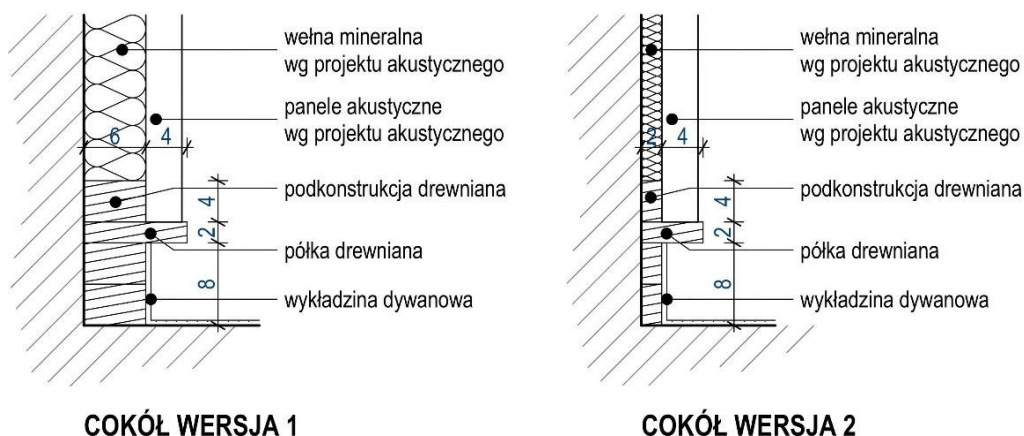 wełna mineralna
wg projektu akustycznego
panele akustyczne
wg projektu akustycznego
6
4
podkonstrukcja drewniana
4
2
półka drewniana
8
wykładzina dywanowa
COKÓŁ WERSJA 1
wełna mineralna
wg projektu akustycznego
panele akustyczne
wg projektu akustycznego
2
4
podkonstrukcja drewniana
4
2
półka drewniana
8
wykładzina dywanowa
COKÓŁ WERSJA 2